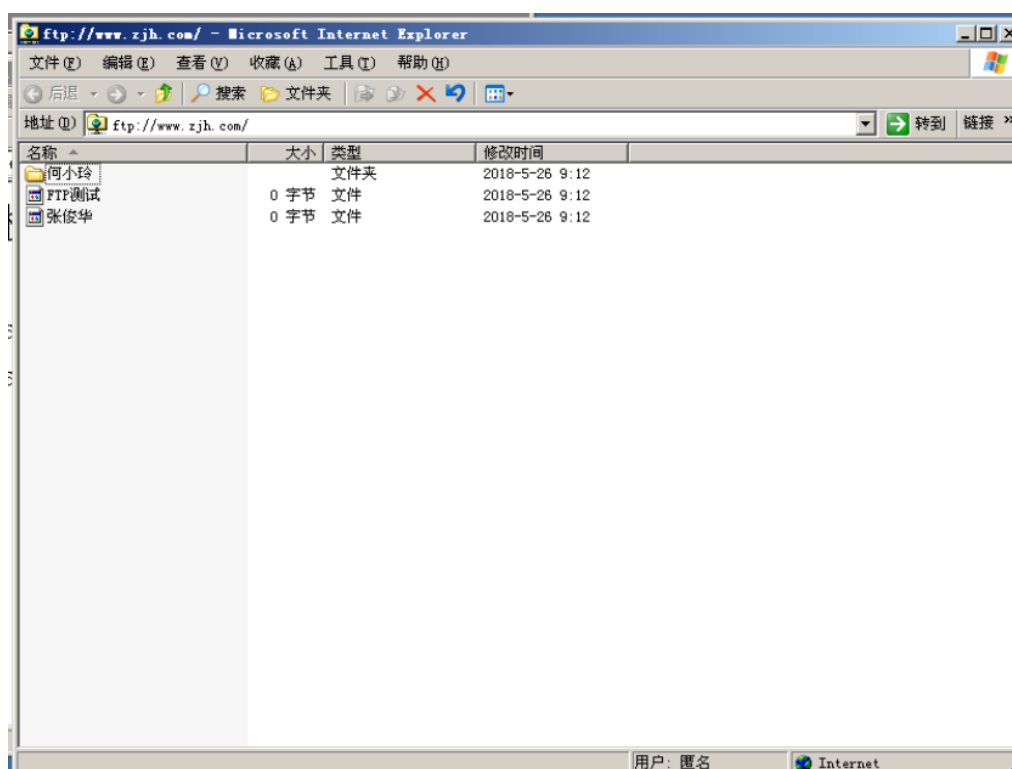 ftp://www.zjh.com/ - Microsoft Internet Explorer
文件(F) 编辑(E) 查看(V) 收藏(A) 工具(T) 帮助(H)
后退 搜索 文件夹
地址(D) ftp://www.zjh.com/ 转到 链接 »
名称 大小 类型 修改时间
何小玲 文件夹 2018-5-26 9:12
FTP测试 0 字节 文件 2018-5-26 9:12
张俊华 0 字节 文件 2018-5-26 9:12
用户: 匿名 Internet